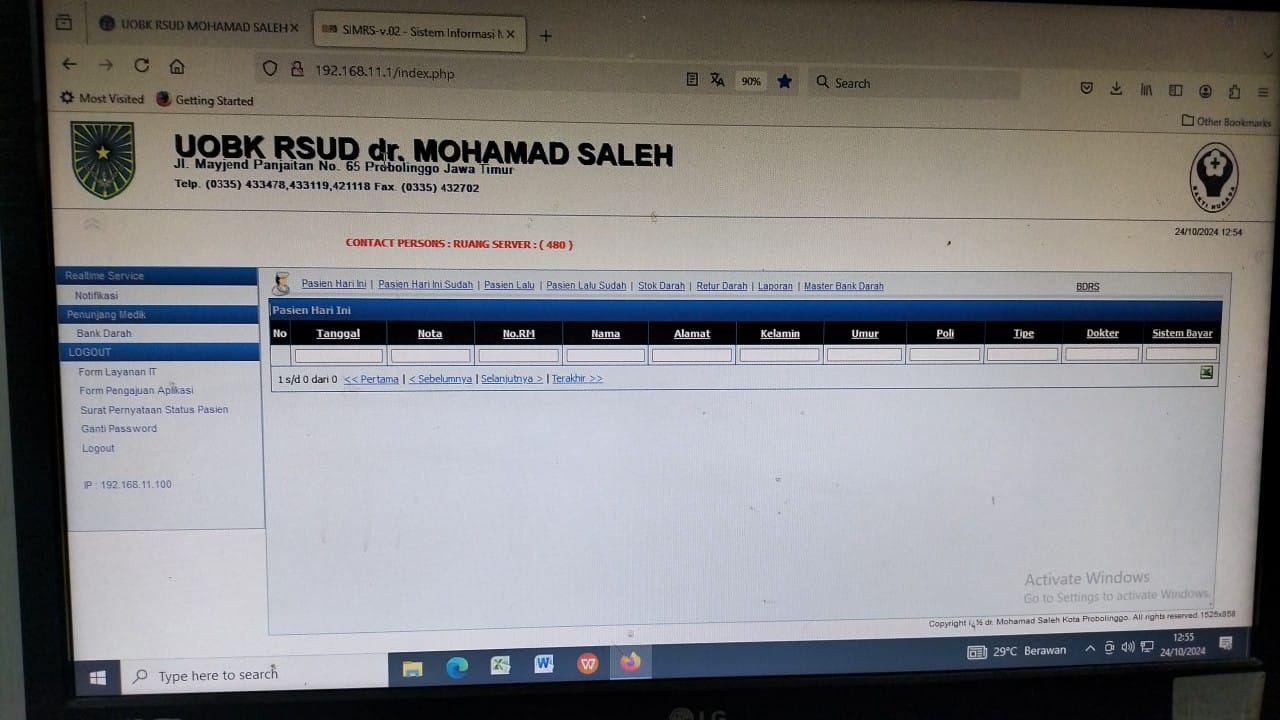 UOBK RSUD MOHAMAD SALEH
SIMRS-v.02 - Sistem Informasi M
192.168.11.1/index.php
90%
Search
Most Visited
Getting Started
Other Bookmarks
UOBK RSUD dr. MOHAMAD SALEH
Jl. Mayjend Panjaitan No. 65 Probolinggo Jawa Timur
Telp. (0335) 433478,433119,421118 Fax. (0335) 432702
BAKTI HUSADA
24/10/2024 12:54
CONTACT PERSONS : RUANG SERVER : ( 480 )
Realtime Service
Notifikasi
Penunjang Medik
Bank Darah
LOGOUT
Form Layanan IT
Form Pengajuan Aplikasi
Surat Pernyataan Status Pasien
Ganti Password
Logout
IP : 192.168.11.100
Pasien Hari Ini | Pasien Hari Ini Sudah | Pasien Lalu | Pasien Lalu Sudah | Stok Darah | Retur Darah | Laporan | Master Bank Darah
BDRS
Pasien Hari Ini
No Tanggal Nota No.RM Nama Alamat Kelamin Umur Poli Tipe Dokter Sistem Bayar
1 s/d 0 dari 0 << Pertama | < Sebelumnya | Selanjutnya > | Terakhir >>
Activate Windows
Go to Settings to activate Windows.
Copyright ï¿½ dr. Mohamad Saleh Kota Probolinggo. All rights reserved.1525x858
Type here to search
29°C Berawan
12:55
24/10/2024
LG